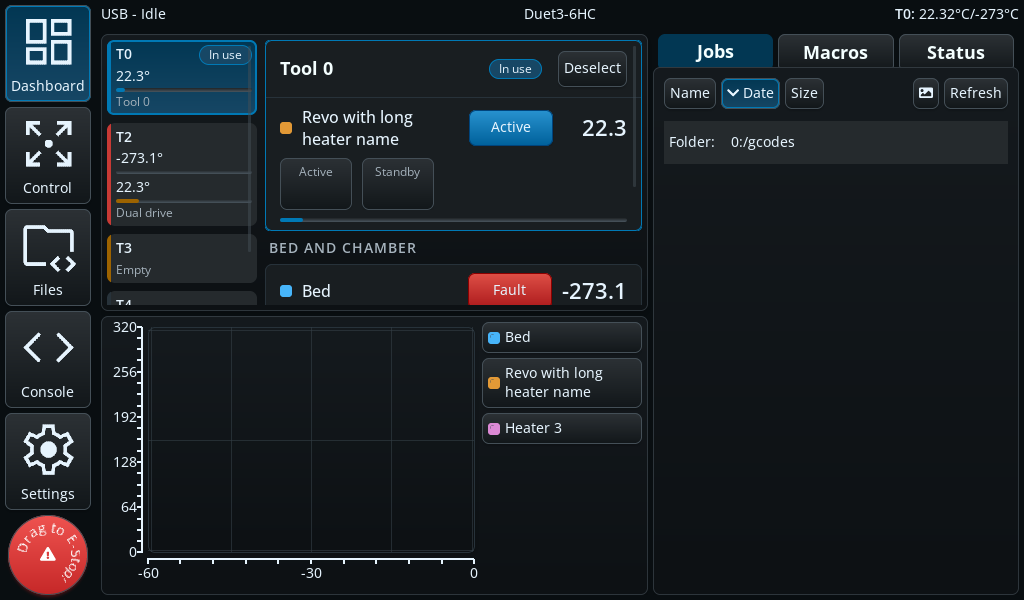 USB - Idle
Duet3-6HC
T0: 22.32°C/-273°C
Dashboard
Control
Files
Console
Settings
Drag to E-Stop!
T0
In use
22.3°
Tool 0
T2
-273.1°
22.3°
Dual drive
T3
Empty
T4
Tool 0
In use
Deselect
Revo with long
heater name
Active
22.3
Active
Standby
BED AND CHAMBER
Bed
Fault
-273.1
320
256
192
128
64
0
-60
-30
0
Bed
Revo with long
heater name
Heater 3
Jobs
Macros
Status
Name
Date
Size
Refresh
Folder: 0:/gcodes